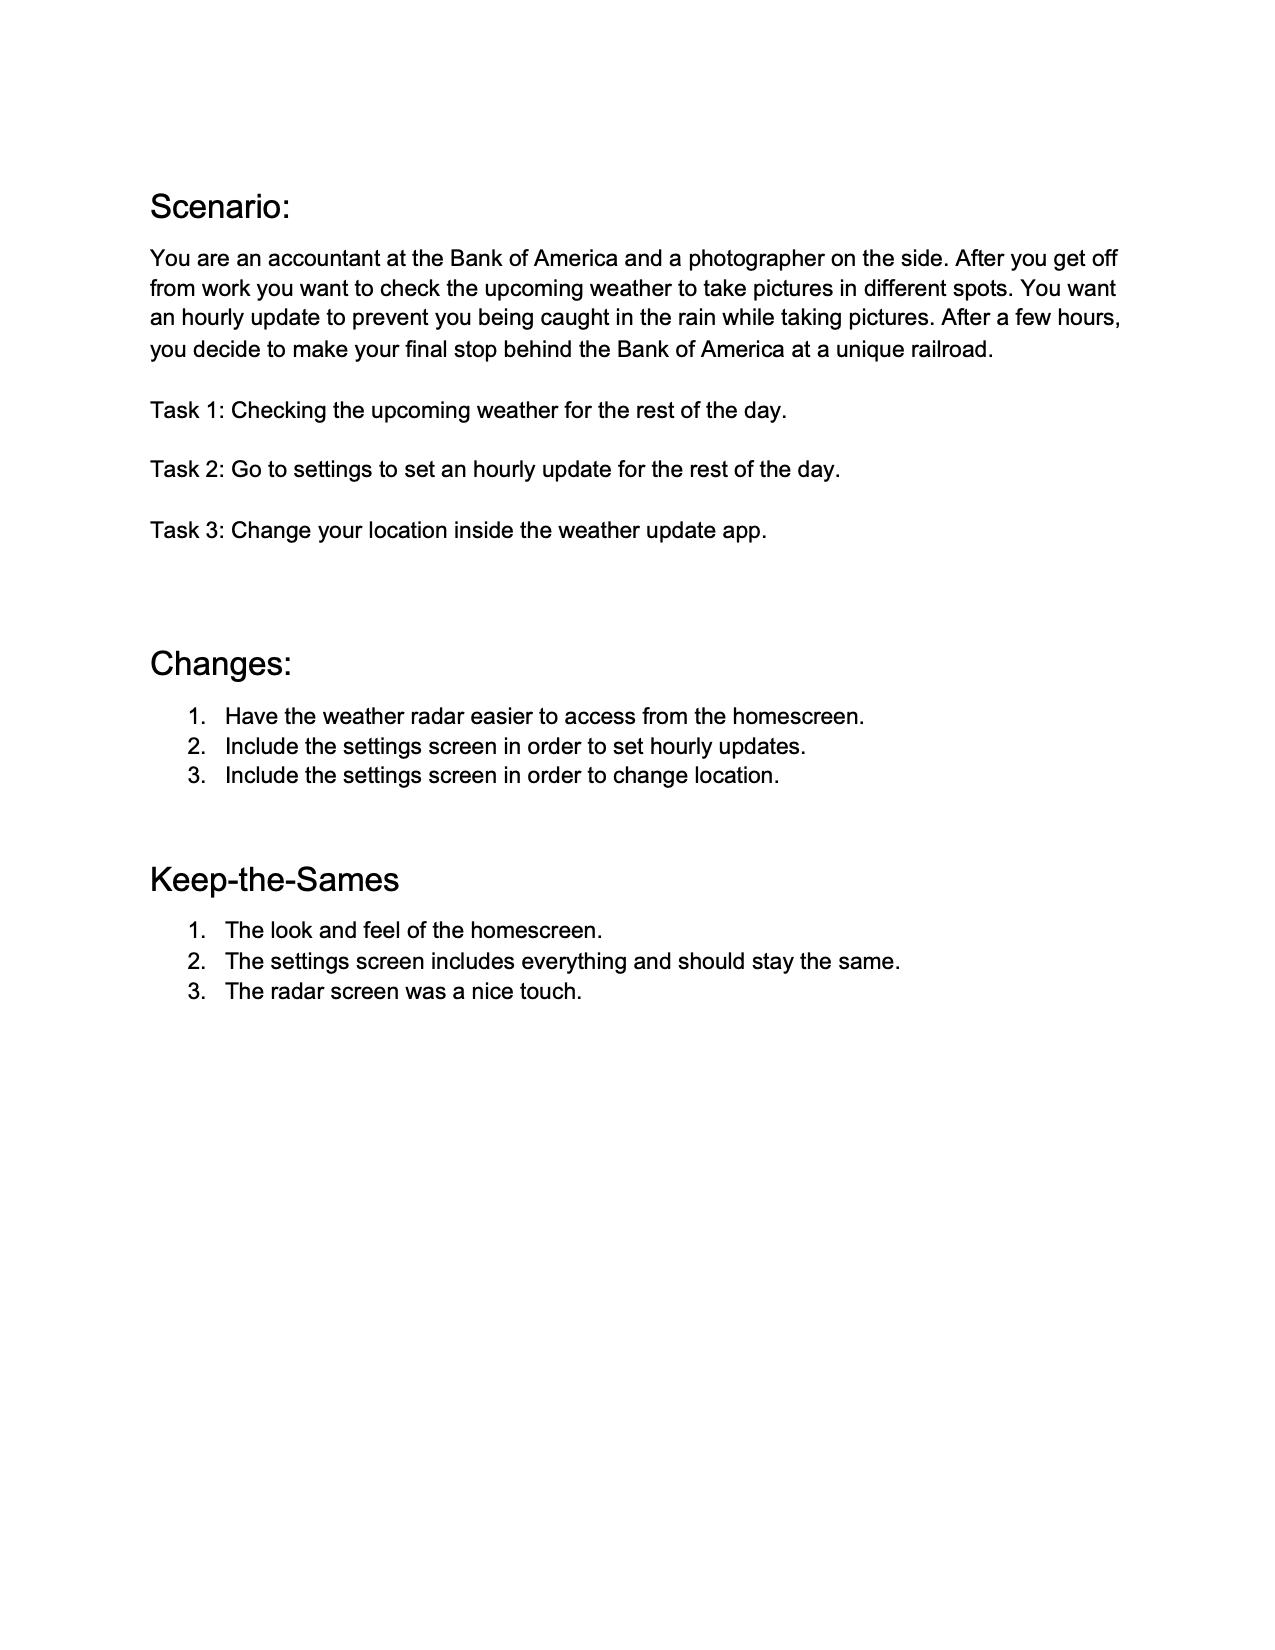 Scenario:
You are an accountant at the Bank of America and a photographer on the side. After you get off
from work you want to check the upcoming weather to take pictures in different spots. You want
an hourly update to prevent you being caught in the rain while taking pictures. After a few hours,
you decide to make your final stop behind the Bank of America at a unique railroad.
Task 1: Checking the upcoming weather for the rest of the day.
Task 2: Go to settings to set an hourly update for the rest of the day.
Task 3: Change your location inside the weather update app.
Changes:
1. Have the weather radar easier to access from the homescreen.
2. Include the settings screen in order to set hourly updates.
3. Include the settings screen in order to change location.
Keep-the-Sames
1. The look and feel of the homescreen.
2. The settings screen includes everything and should stay the same.
3. The radar screen was a nice touch.